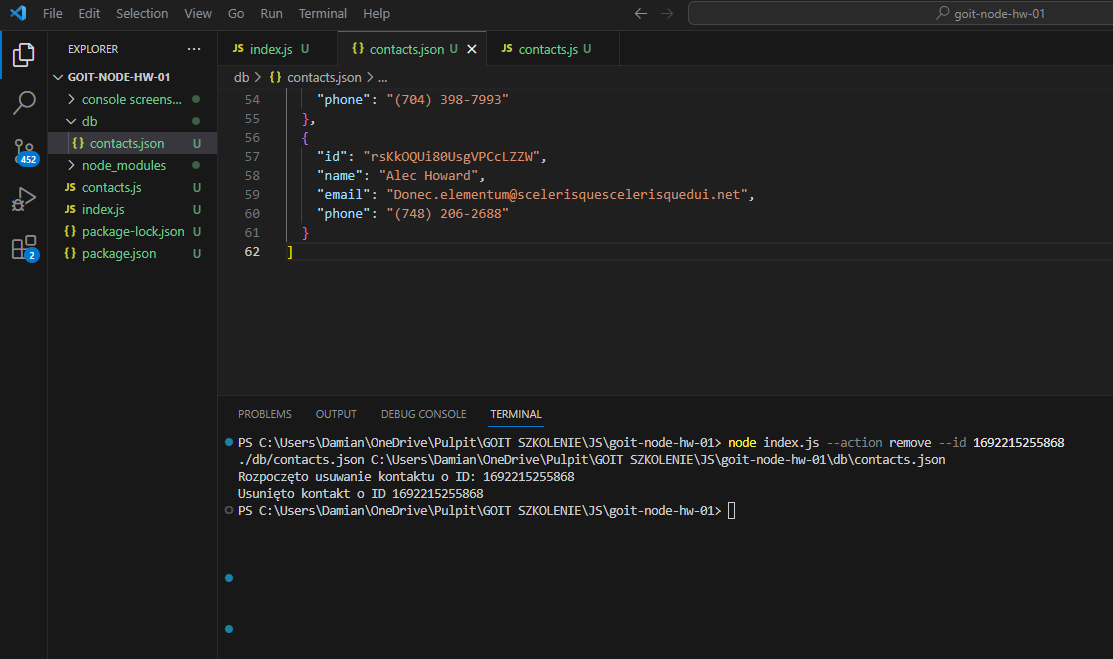 File Edit Selection View Go Run Terminal Help
goit-node-hw-01
EXPLORER ...
JS index.js U
{} contacts.json U
JS contacts.js U
GOIT-NODE-HW-01
console screens...
db
{} contacts.json U
node_modules
JS contacts.js U
JS index.js U
{} package-lock.json U
{} package.json U
452
2
db > {} contacts.json > ...
54 "phone": "(704) 398-7993"
55 },
56 {
57 "id": "rsKkOQUi80UsgVPCcLZZW",
58 "name": "Alec Howard",
59 "email": "Donec.elementum@scelerisquescelerisquedui.net",
60 "phone": "(748) 206-2688"
61 }
62 ]
PROBLEMS OUTPUT DEBUG CONSOLE TERMINAL
PS C:\Users\Damian\OneDrive\Pulpit\GOIT SZKOLENIE\JS\goit-node-hw-01> node index.js --action remove --id 1692215255868
./db/contacts.json C:\Users\Damian\OneDrive\Pulpit\GOIT SZKOLENIE\JS\goit-node-hw-01\db\contacts.json
Rozpoczęto usuwanie kontaktu o ID: 1692215255868
Usunięto kontakt o ID 1692215255868
PS C:\Users\Damian\OneDrive\Pulpit\GOIT SZKOLENIE\JS\goit-node-hw-01>